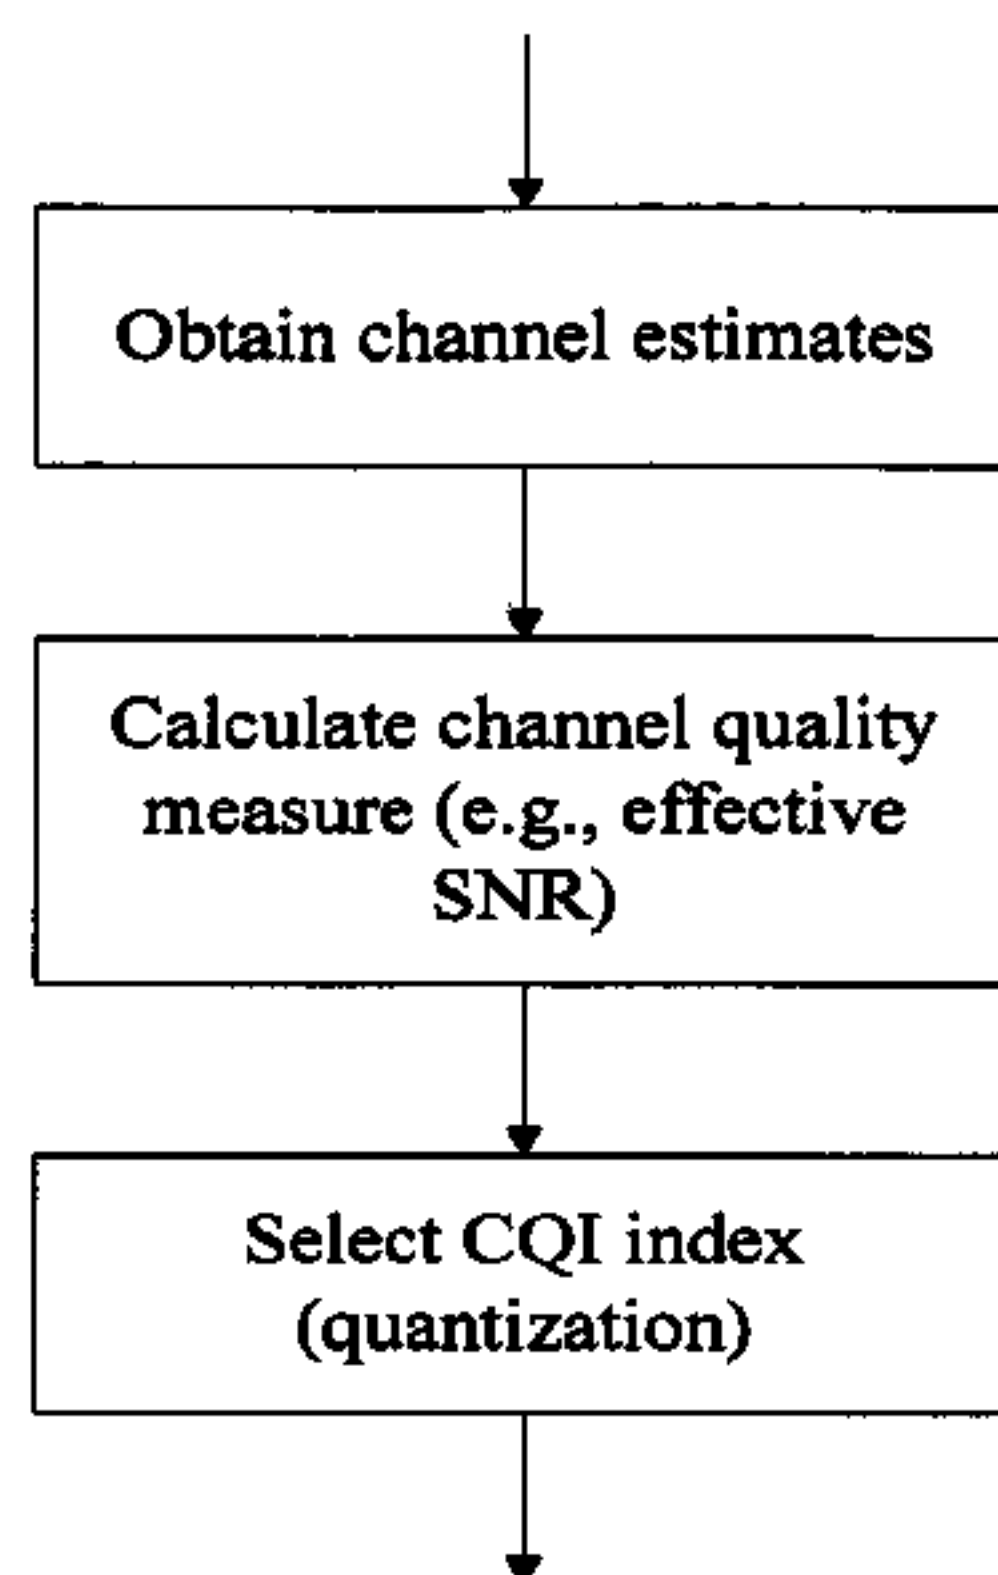 Obtain channel estimates
Calculate channel quality
measure (e.g., effective
SNR)
Select CQI index
(quantization)